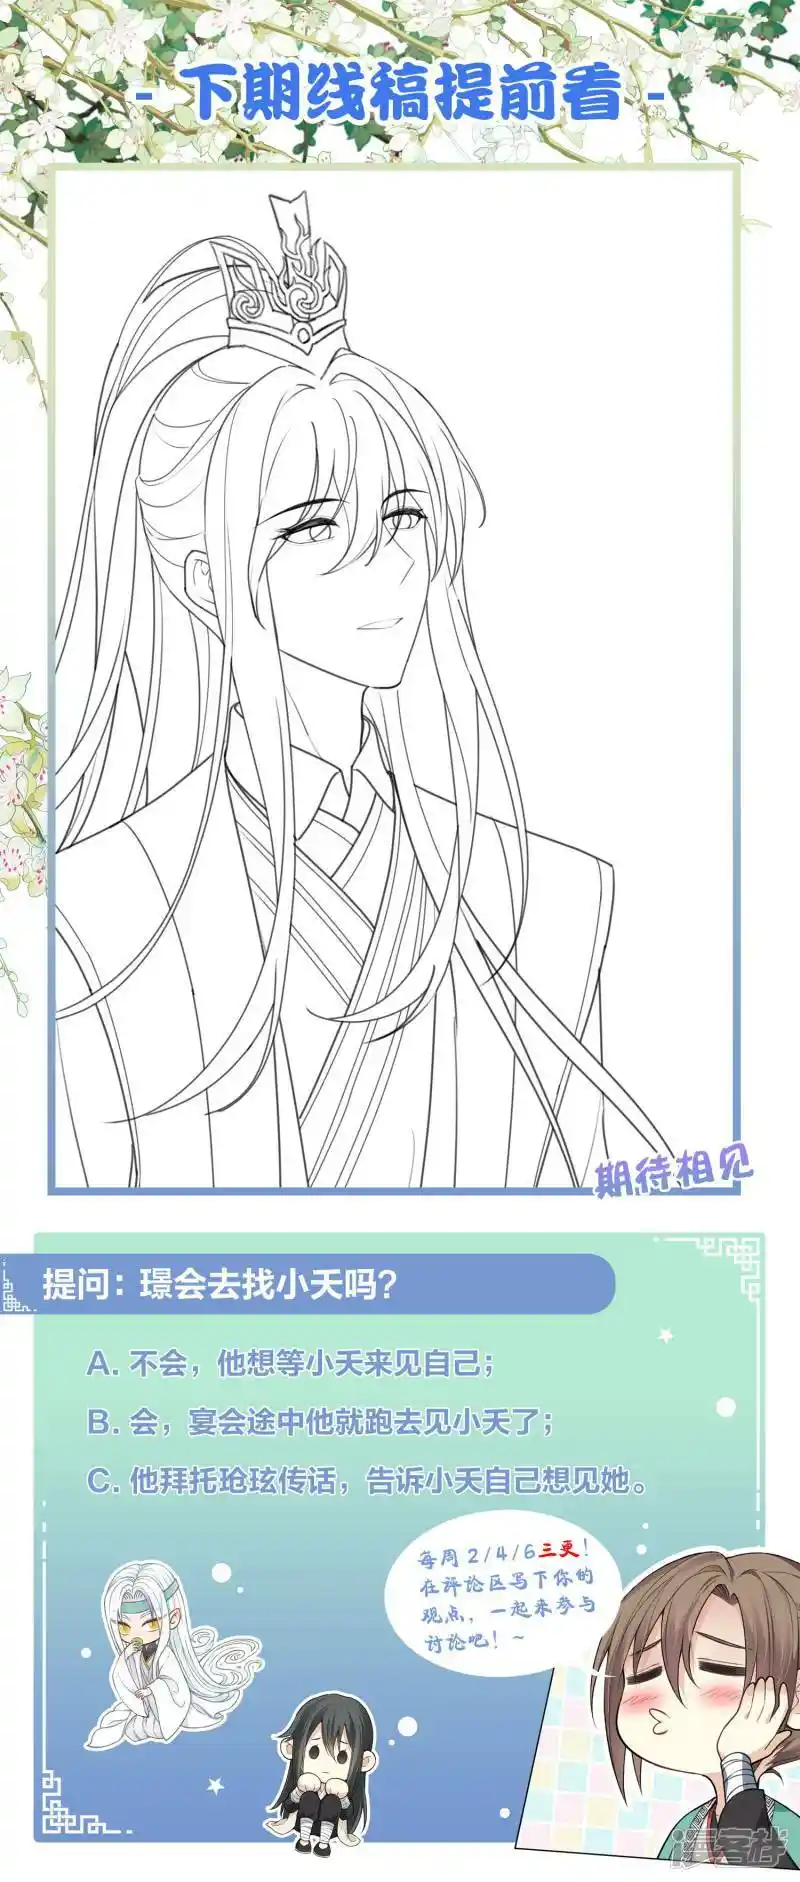 - 下期线稿提前看 -
期待相见
提问：璟会去找小夭吗？
A. 不会，他想等小夭来见自己；
B. 会，宴会途中他就跑去见小夭了；
C. 他拜托玱玹传话，告诉小夭自己想见她。
每周 2/4/6 三更！
在评论区写下你的
观点，一起来参与
讨论吧！~
漫客栈